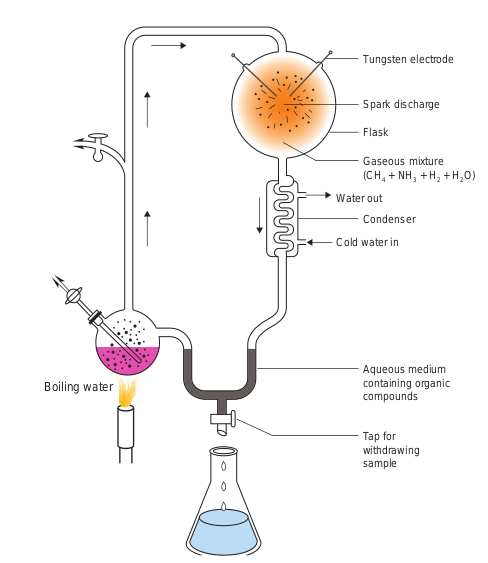 Tungsten electrode
Spark discharge
Flask
Gaseous mixture
(CH₄ + NH₃ + H₂ + H₂O)
Water out
Condenser
Cold water in
Aqueous medium
containing organic
compounds
Boiling water
Tap for
withdrawing
sample